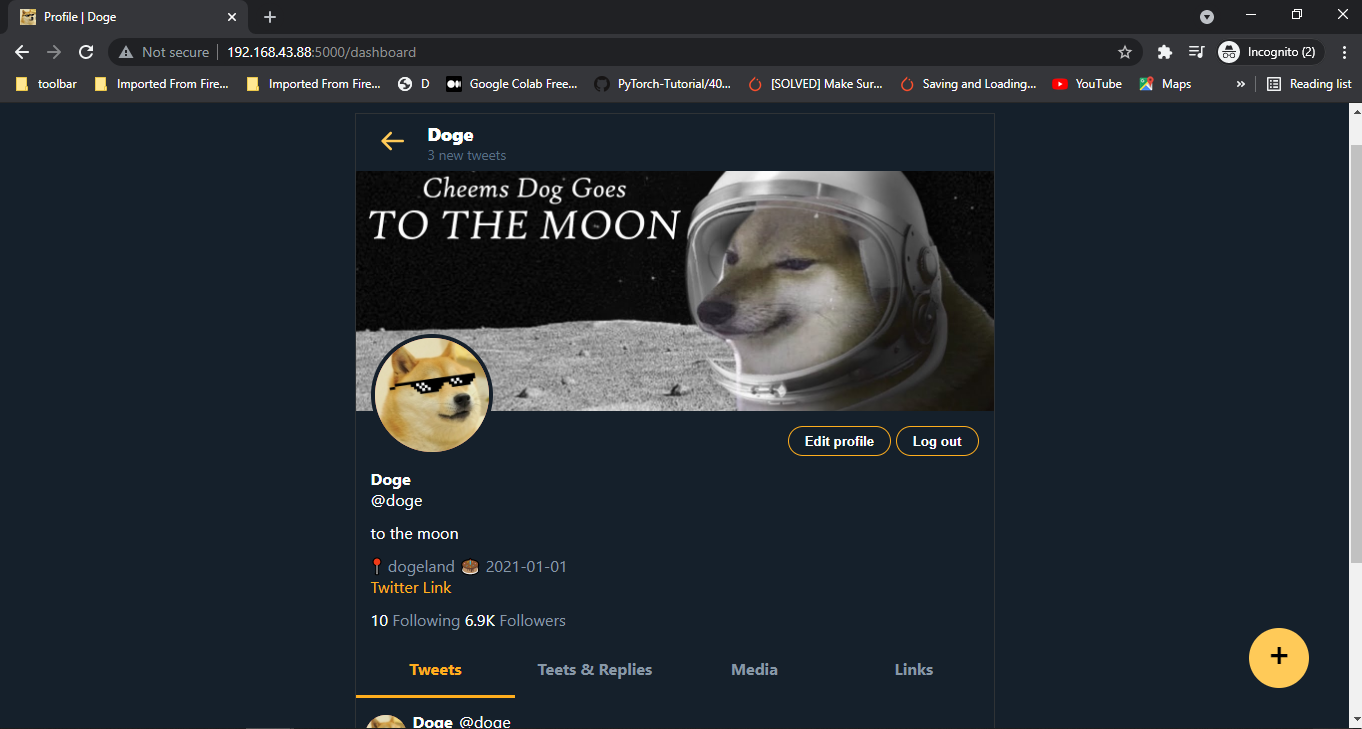 Profile | Doge
Not secure 192.168.43.88:5000/dashboard Incognito (2)
toolbar Imported From Fire... Imported From Fire... D Google Colab Free... PyTorch-Tutorial/40... [SOLVED] Make Sur... Saving and Loading... YouTube Maps » Reading list
Doge
3 new tweets
Cheems Dog Goes
TO THE MOON
Edit profile Log out
Doge
@doge
to the moon
dogeland 2021-01-01
Twitter Link
10 Following 6.9K Followers
Tweets Teets & Replies Media Links
Doge @doge